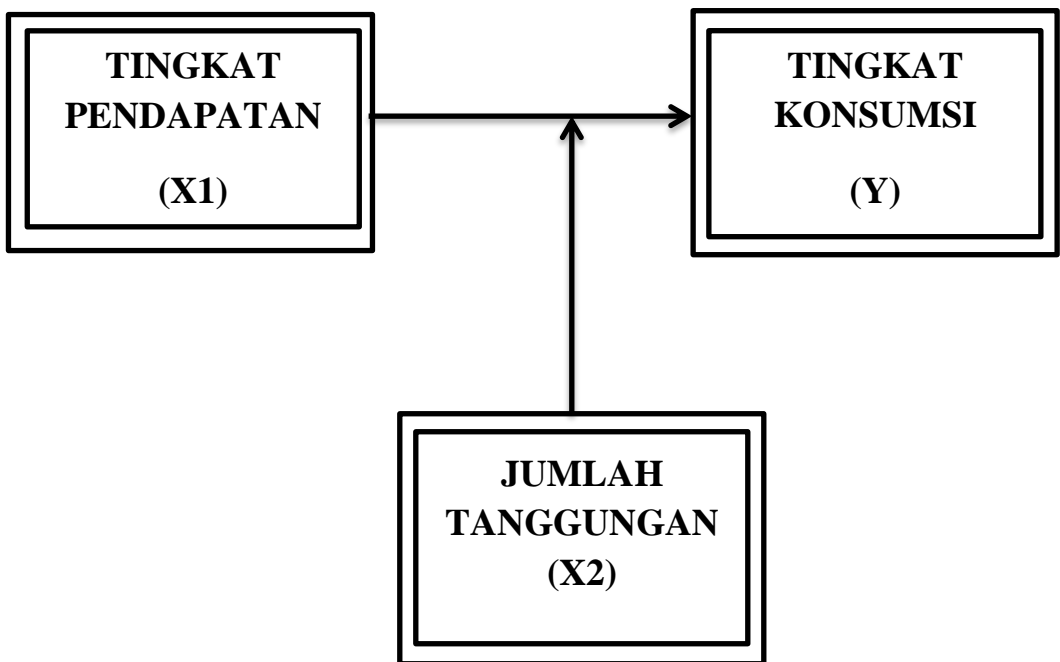 TINGKAT
PENDAPATAN
(X1)
TINGKAT
KONSUMSI
(Y)
JUMLAH
TANGGUNGAN
(X2)